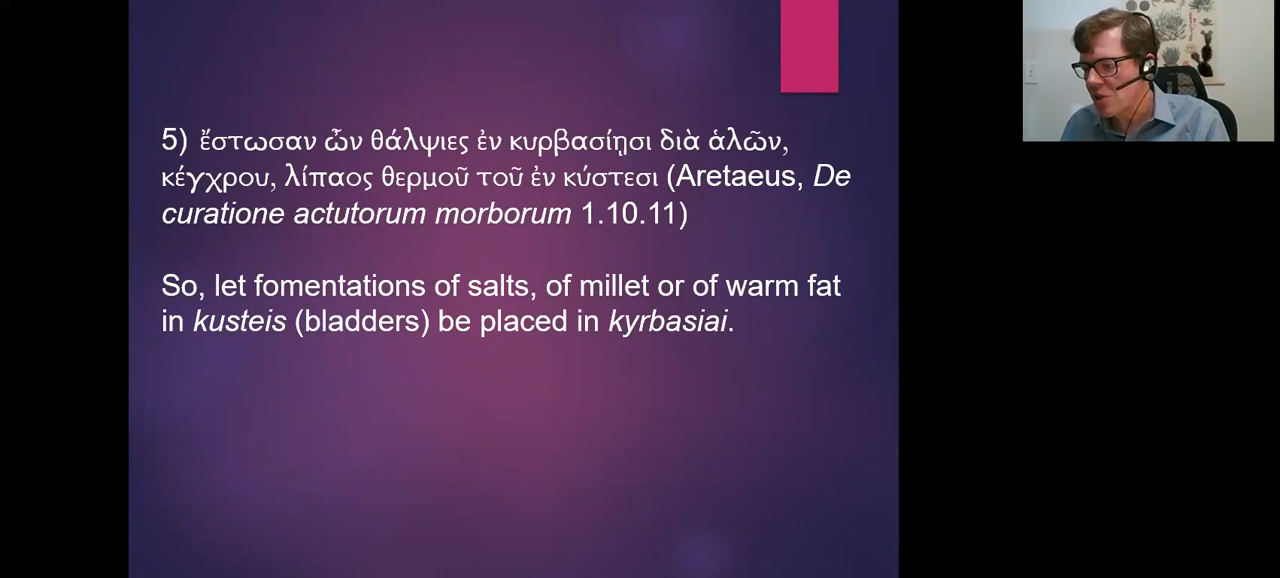 5) ἔστωσαν ὦν θάλψιες ἐν κυρβασίῃσι διὰ ἁλῶν,
κέγχρου, λίπαος θερμοῦ τοῦ ἐν κύστεσι (Aretaeus, De
curatione actutorum morborum 1.10.11)
So, let fomentations of salts, of millet or of warm fat
in kusteis (bladders) be placed in kyrbasiai.